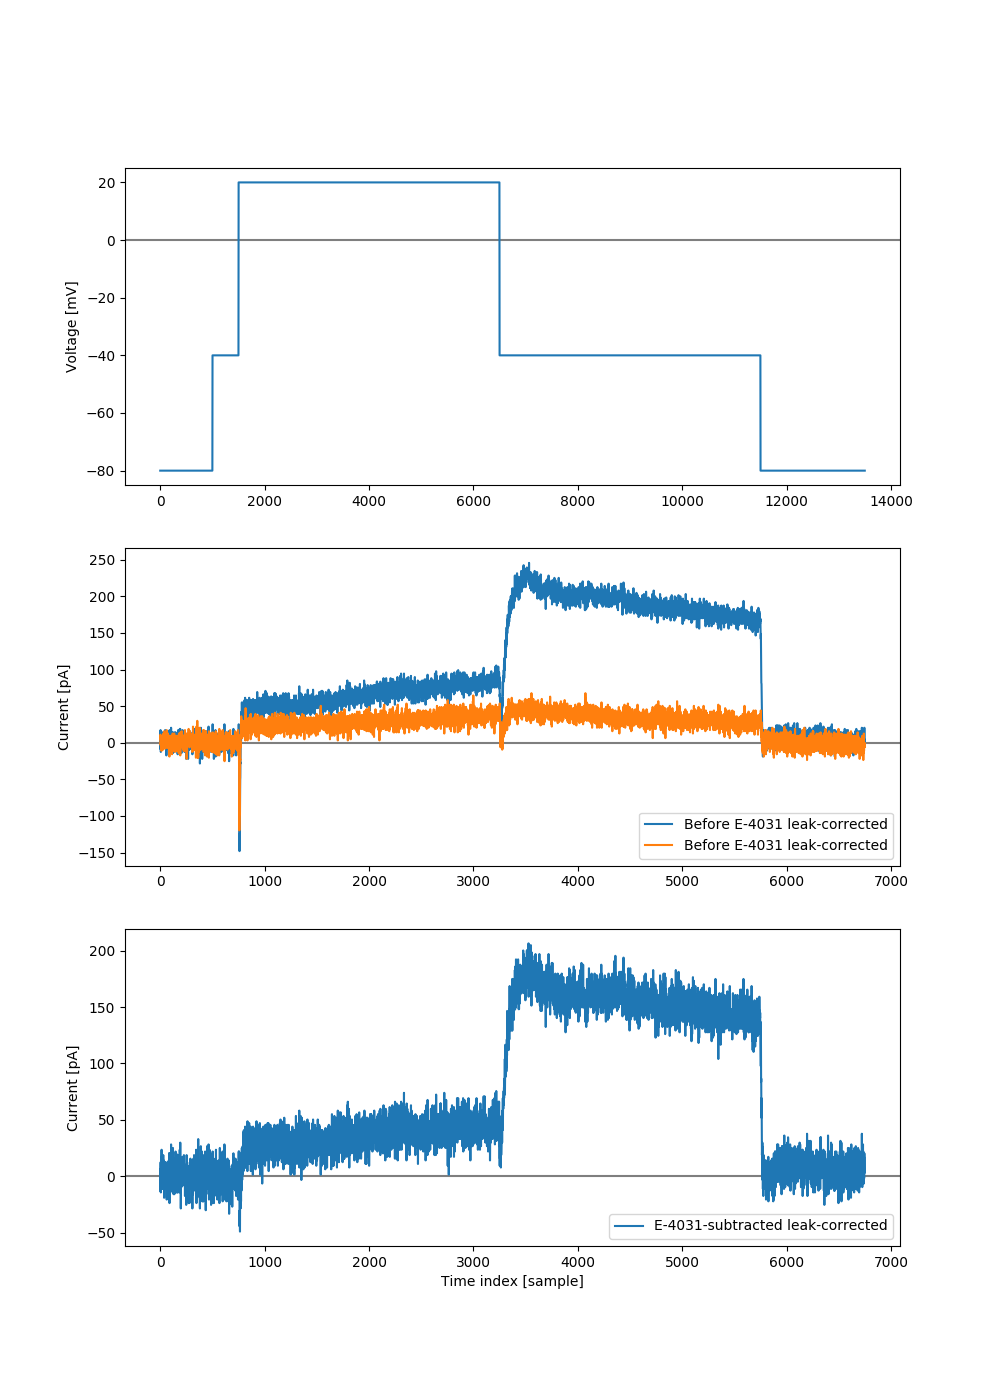 Voltage [mV]
20
0
−20
−40
−60
−80
0 2000 4000 6000 8000 10000 12000 14000
Current [pA]
250
200
150
100
50
0
−50
−100
−150
Before E-4031 leak-corrected
Before E-4031 leak-corrected
0 1000 2000 3000 4000 5000 6000 7000
Current [pA]
200
150
100
50
0
−50
E-4031-subtracted leak-corrected
0 1000 2000 3000 4000 5000 6000 7000
Time index [sample]